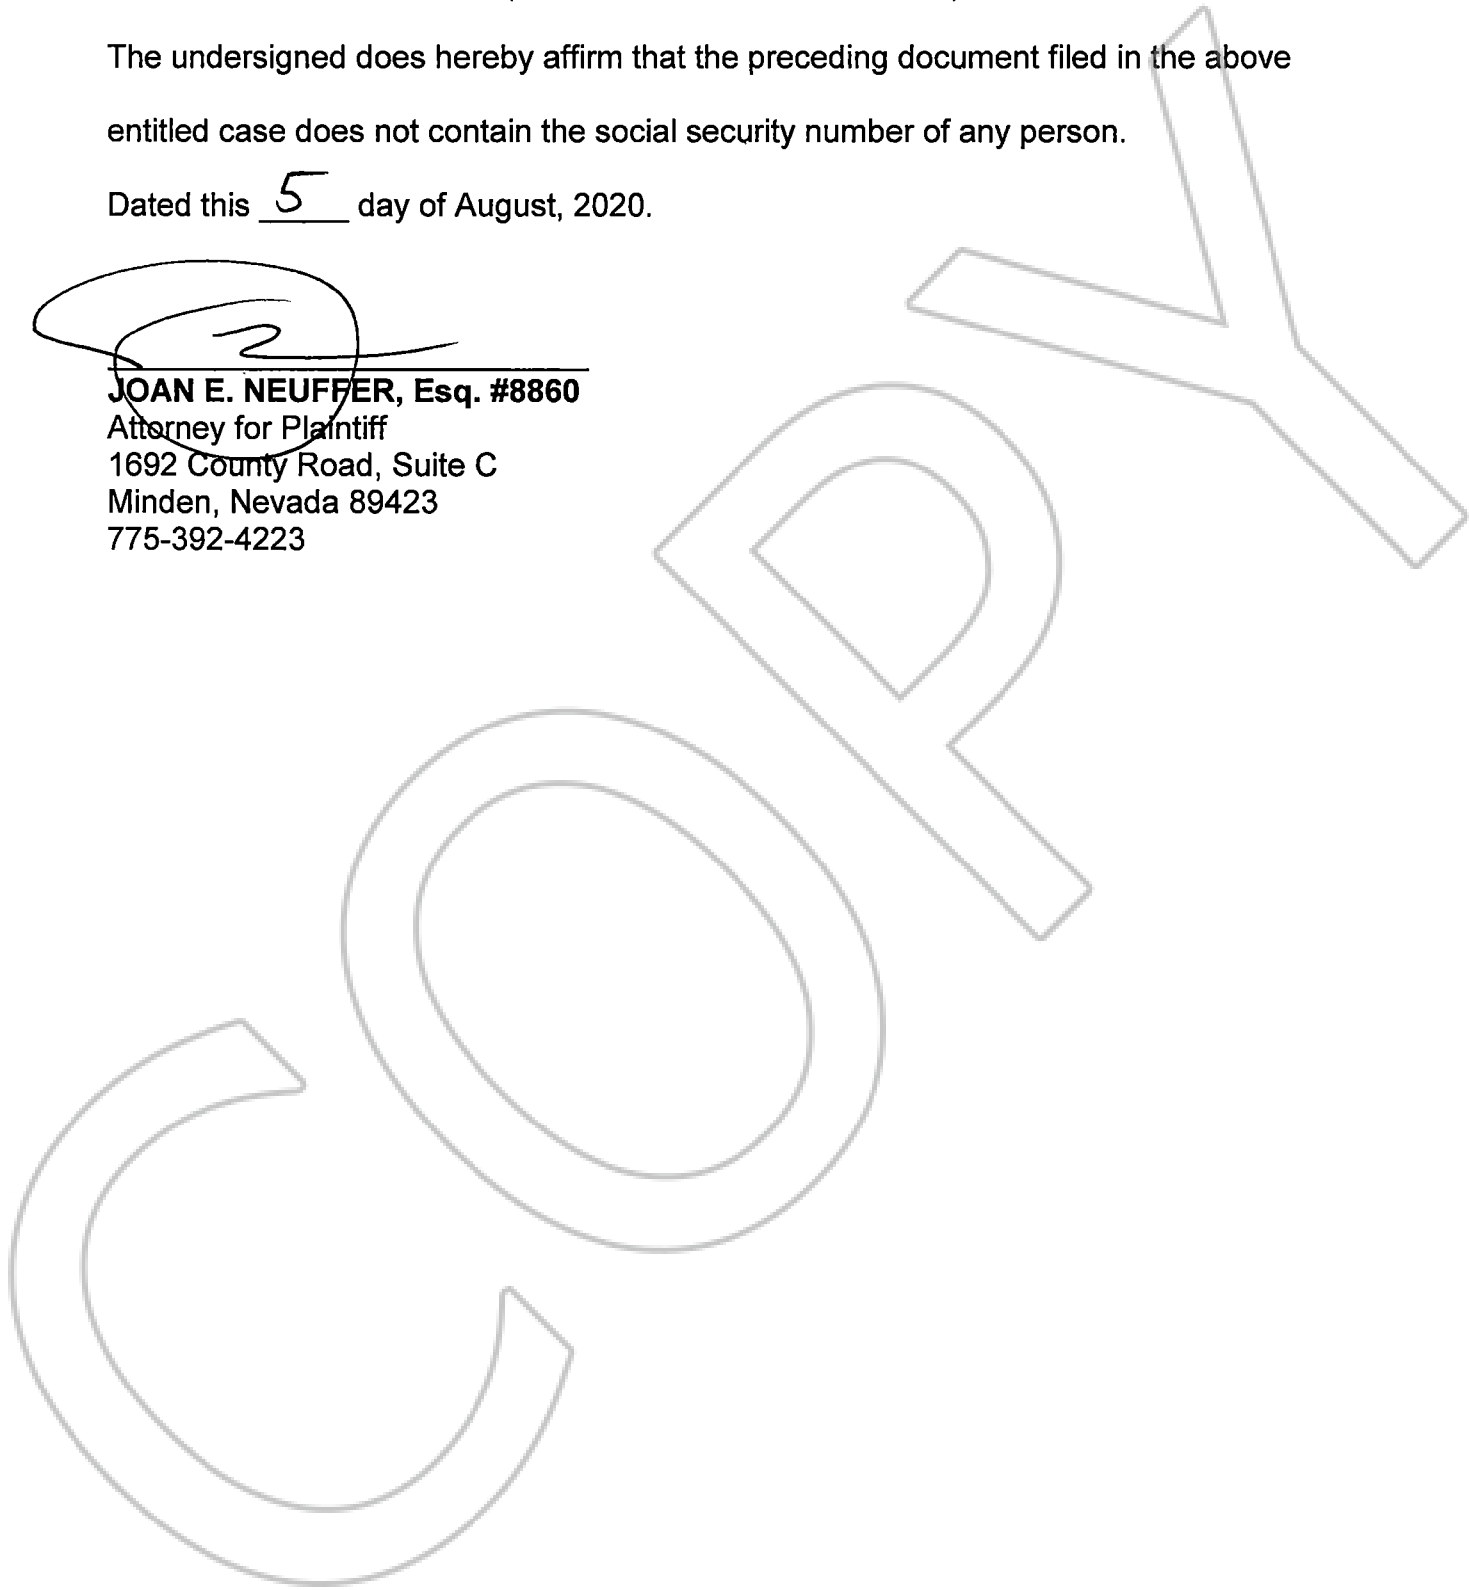 The undersigned does hereby affirm that the preceding document filed in the above
entitled case does not contain the social security number of any person.
Dated this 5 day of August, 2020.
JOAN E. NEUFFER, Esq. #8860
Attorney for Plaintiff
1692 County Road, Suite C
Minden, Nevada 89423
775-392-4223
COPY